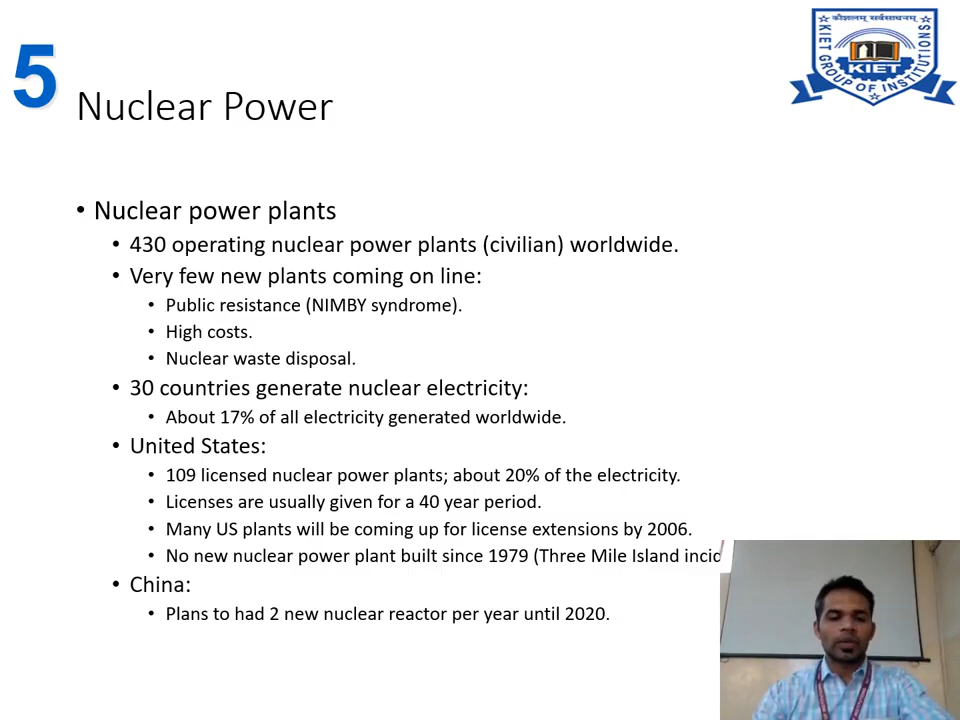 कौशलम् सर्वसाधनम्
KIET GROUP OF INSTITUTIONS
KIET
5
Nuclear Power
• Nuclear power plants
• 430 operating nuclear power plants (civilian) worldwide.
• Very few new plants coming on line:
• Public resistance (NIMBY syndrome).
• High costs.
• Nuclear waste disposal.
• 30 countries generate nuclear electricity:
• About 17% of all electricity generated worldwide.
• United States:
• 109 licensed nuclear power plants; about 20% of the electricity.
• Licenses are usually given for a 40 year period.
• Many US plants will be coming up for license extensions by 2006.
• No new nuclear power plant built since 1979 (Three Mile Island incid
• China:
• Plans to had 2 new nuclear reactor per year until 2020.